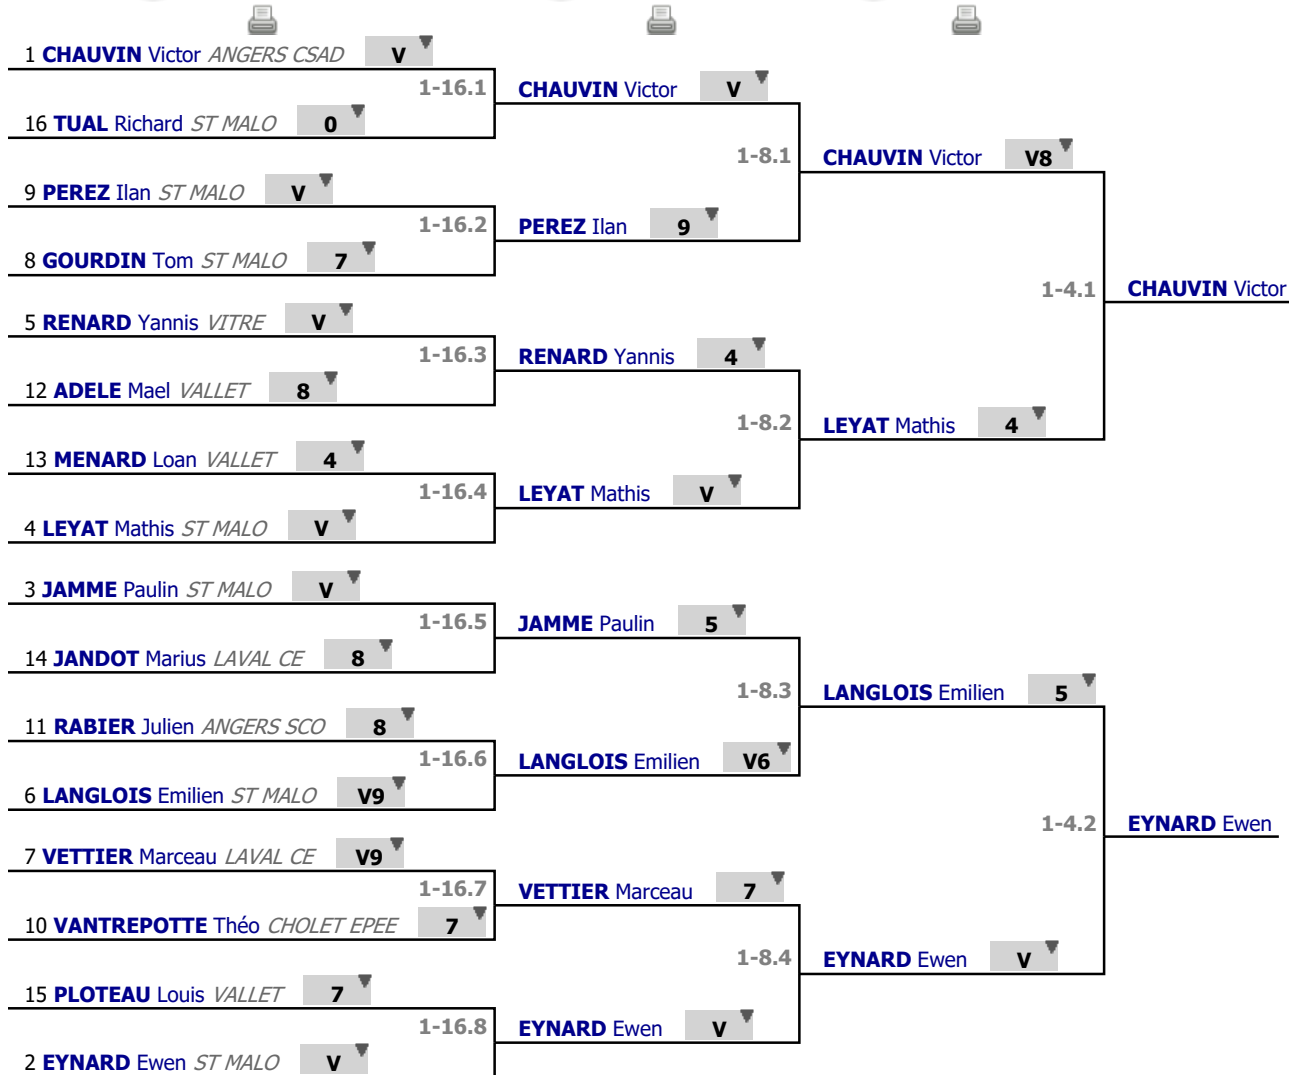 1 CHAUVIN Victor ANGERS CSAD V
1-16.1
16 TUAL Richard ST MALO 0
9 PEREZ Ilan ST MALO V
1-16.2
8 GOURDIN Tom ST MALO 7
5 RENARD Yannis VITRE V
1-16.3
12 ADELE Mael VALLET 8
13 MENARD Loan VALLET 4
1-16.4
4 LEYAT Mathis ST MALO V
3 JAMME Paulin ST MALO V
1-16.5
14 JANDOT Marius LAVAL CE 8
11 RABIER Julien ANGERS SCO 8
1-16.6
6 LANGLOIS Emilien ST MALO V9
7 VETTIER Marceau LAVAL CE V9
1-16.7
10 VANTREPOTTE Théo CHOLET EPEE 7
15 PLOTEAU Louis VALLET 7
1-16.8
2 EYNARD Ewen ST MALO V
CHAUVIN Victor V
1-8.1
PEREZ Ilan 9
RENARD Yannis 4
1-8.2
LEYAT Mathis V
JAMME Paulin 5
1-8.3
LANGLOIS Emilien V6
VETTIER Marceau 7
1-8.4
EYNARD Ewen V
CHAUVIN Victor V8
1-4.1
LEYAT Mathis 4
LANGLOIS Emilien 5
1-4.2
EYNARD Ewen V
CHAUVIN Victor
EYNARD Ewen